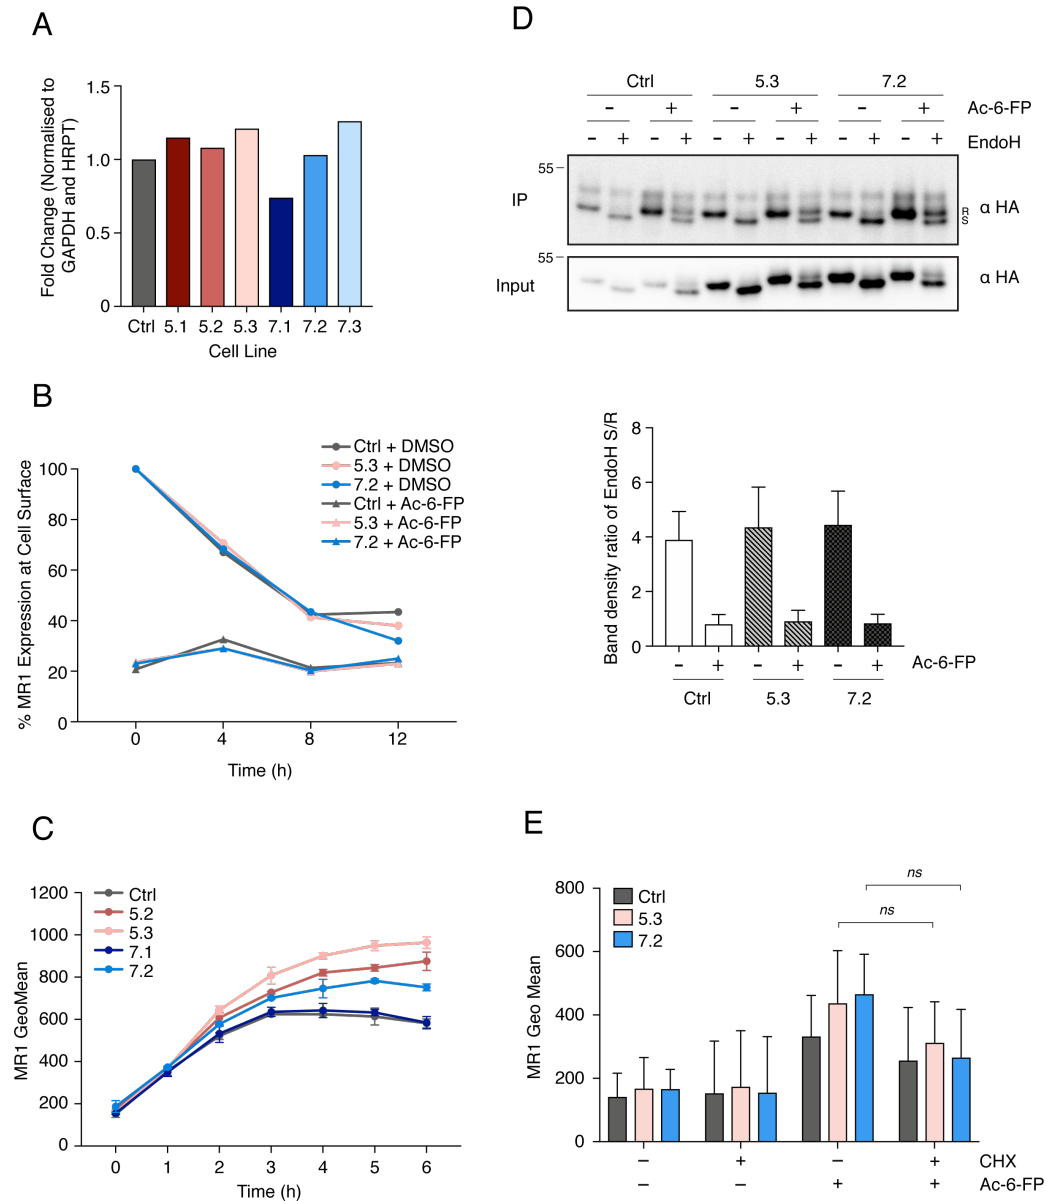 A
Fold Change (Normalised to
GAPDH and HRPT)
1.5
1.0
0.5
0
Ctrl 5.1 5.2 5.3 7.1 7.2 7.3
Cell Line
B
% MR1 Expression at Cell Surface
100
80
60
40
20
0
0 4 8 12
Time (h)
Ctrl + DMSO
5.3 + DMSO
7.2 + DMSO
Ctrl + Ac-6-FP
5.3 + Ac-6-FP
7.2 + Ac-6-FP
C
MR1 GeoMean
1200
1000
800
600
400
200
0
0 1 2 3 4 5 6
Time (h)
Ctrl
5.2
5.3
7.1
7.2
D
Ctrl 5.3 7.2
- + - + - + Ac-6-FP
- + - + - + - + - + - + EndoH
55
IP
R
S
α HA
55
Input
α HA
Band density ratio of EndoH S/R
8
6
4
2
0
- + - + - + Ac-6-FP
Ctrl 5.3 7.2
E
MR1 Geo Mean
800
600
400
200
0
Ctrl
5.3
7.2
ns
ns
– + – + CHX
– – + + Ac-6-FP